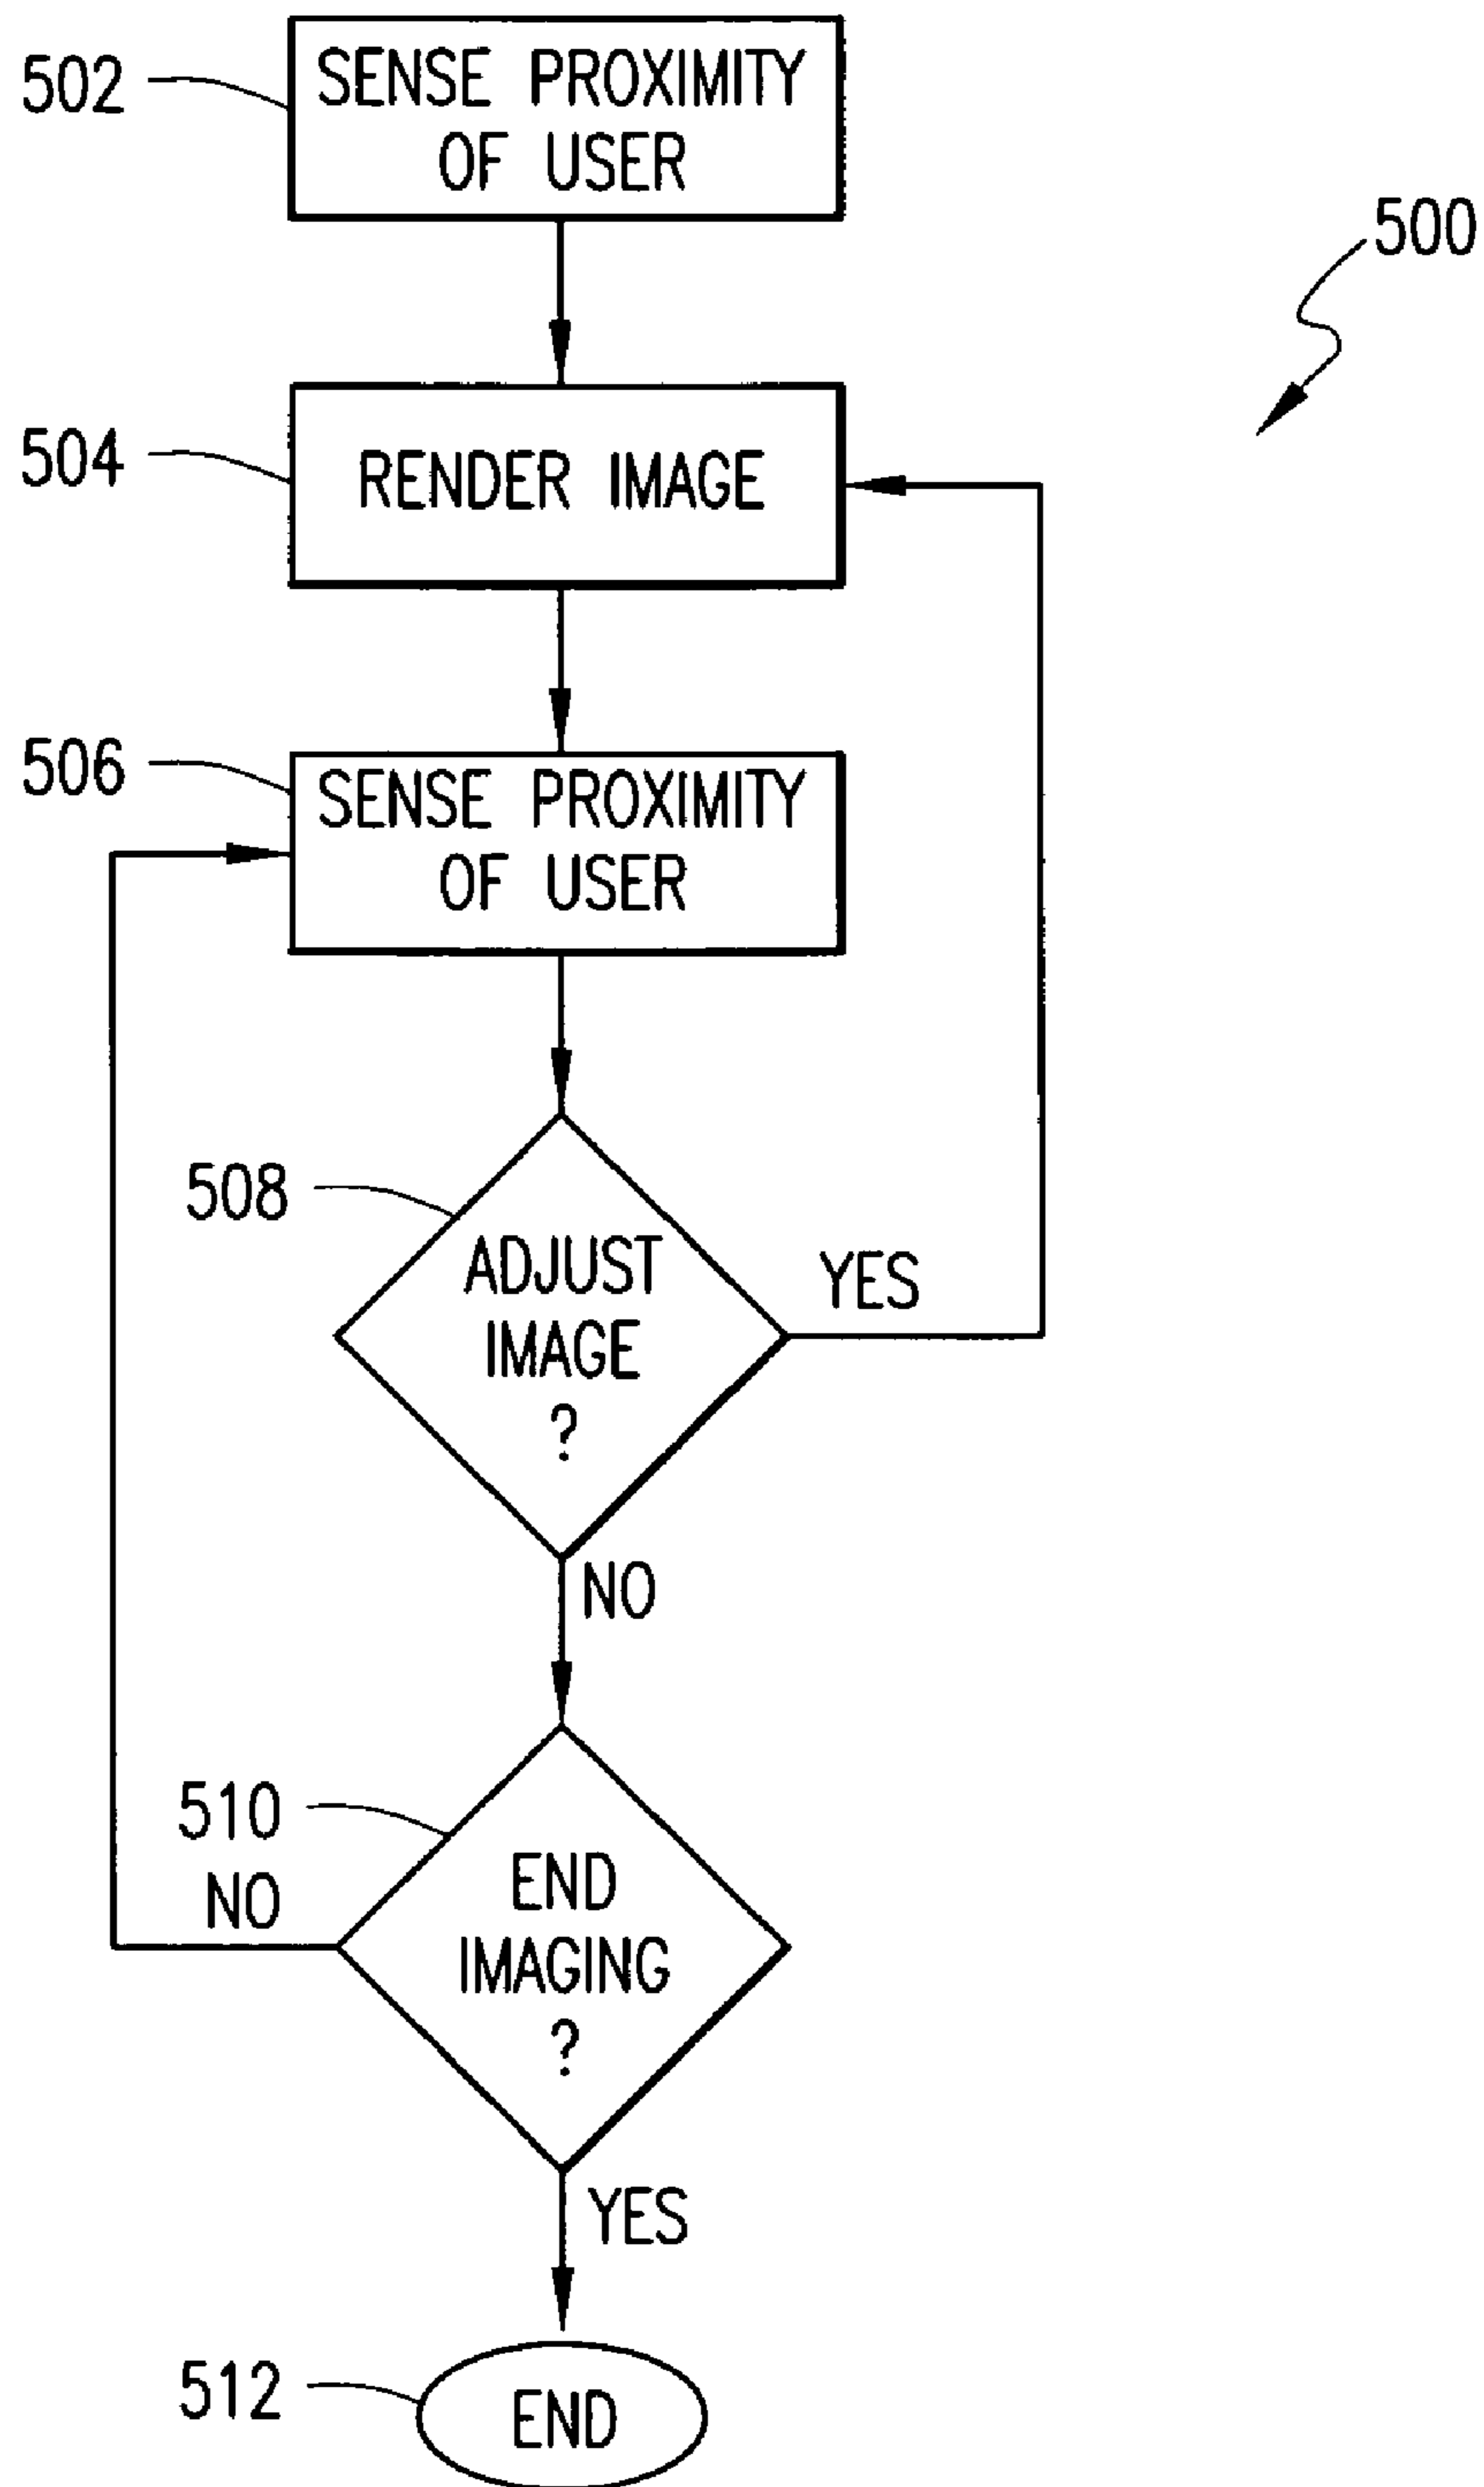 502
SENSE PROXIMITY
OF USER
500
504
RENDER IMAGE
506
SENSE PROXIMITY
OF USER
508
ADJUST
IMAGE
?
YES
NO
510
NO
END
IMAGING
?
YES
512
END